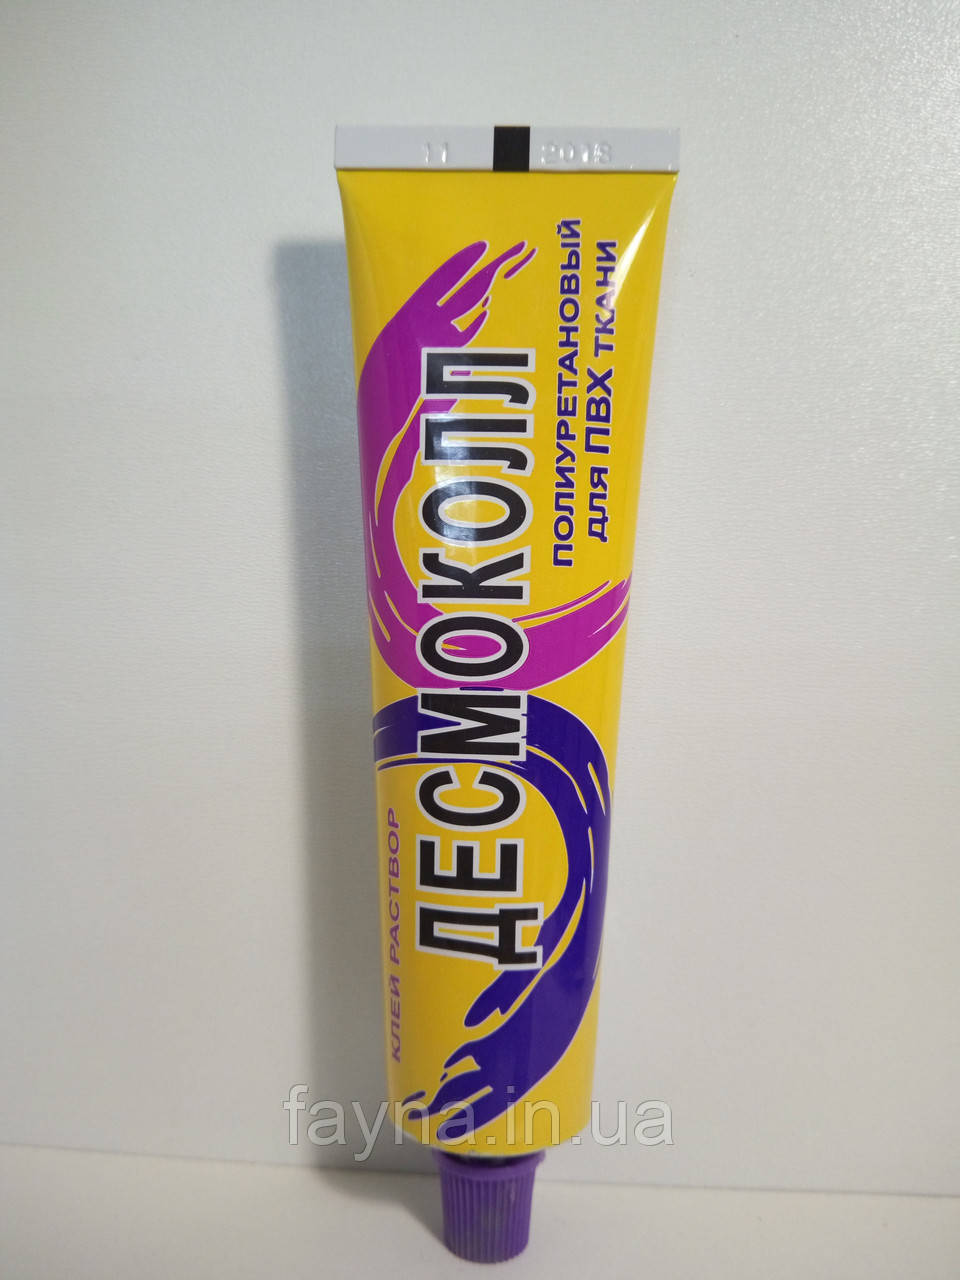 11 2018
КЛЕЙ РАСТВОР
ДЕСМОКОЛЛ
ПОЛИУРЕТАНОВЫЙ
ДЛЯ ПВХ ТКАНИ
fayna.in.ua